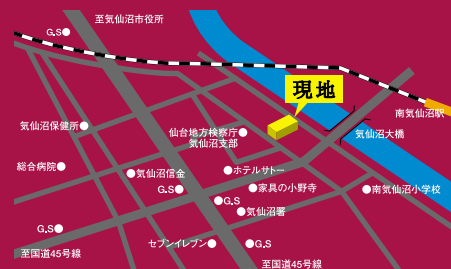 至気仙沼市役所
G.S
現地
南気仙沼駅
気仙沼保健所
仙台地方検察庁
気仙沼支部
気仙沼大橋
総合病院
気仙沼信金
ホテルサトー
G.S
家具の小野寺
南気仙沼小学校
G.S
気仙沼署
G.S
セブンイレブン
G.S
至国道45号線
至国道45号線